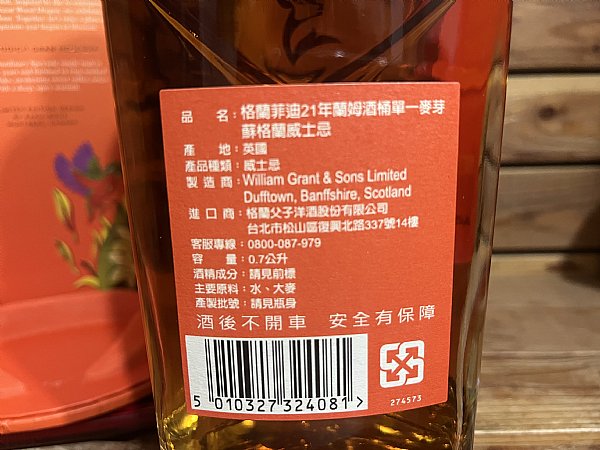 品　　名：格蘭菲迪21年蘭姆酒桶單一麥芽
蘇格蘭威士忌
產　　地：英國
產品種類：威士忌
製 造 商：William Grant & Sons Limited
Dufftown, Banffshire, Scotland
進 口 商：格蘭父子洋酒股份有限公司
台北市松山區復興北路337號14樓
客服專線：0800-087-979
容　　量：0.7公升
酒精成分：請見前標
主要原料：水、大麥
產製批號：請見瓶身
酒後不開車　安全有保障
5 010327 324081 >
274573